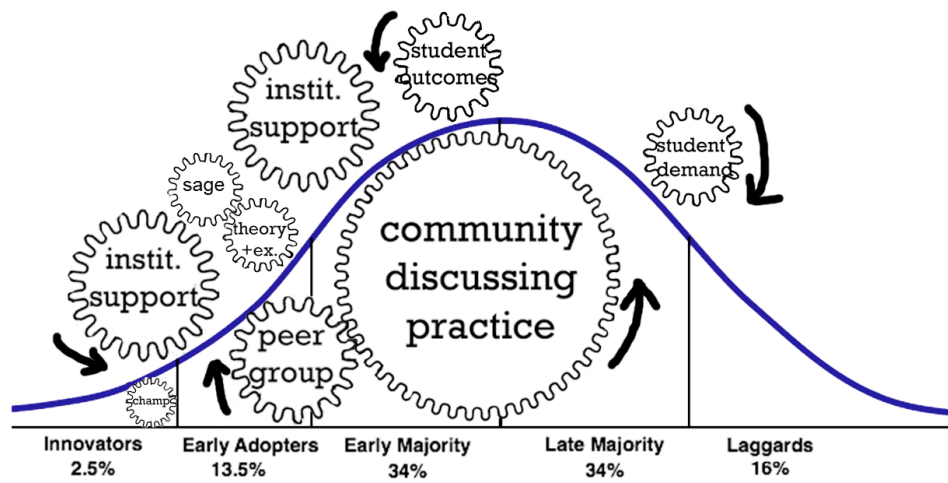 student
outcomes
instit.
support
student
demand
sage
theory
+ex.
community
discussing
practice
instit.
support
peer
group
champ
Innovators
2.5%
Early Adopters
13.5%
Early Majority
34%
Late Majority
34%
Laggards
16%